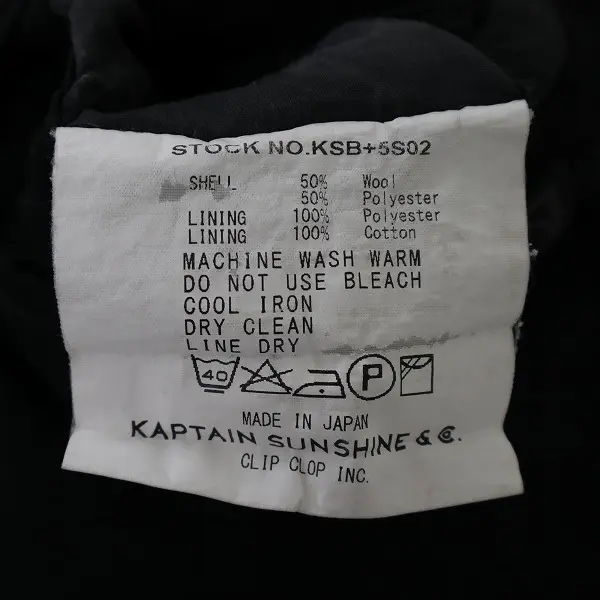 STOCK NO.KSB+5S02
SHELL 50% Wool
50% Polyester
LINING 100% Polyester
LINING 100% Cotton
MACHINE WASH WARM
DO NOT USE BLEACH
COOL IRON
DRY CLEAN
LINE DRY
40 P
MADE IN JAPAN
KAPTAIN SUNSHINE & Co.
CLIP CLOP INC.